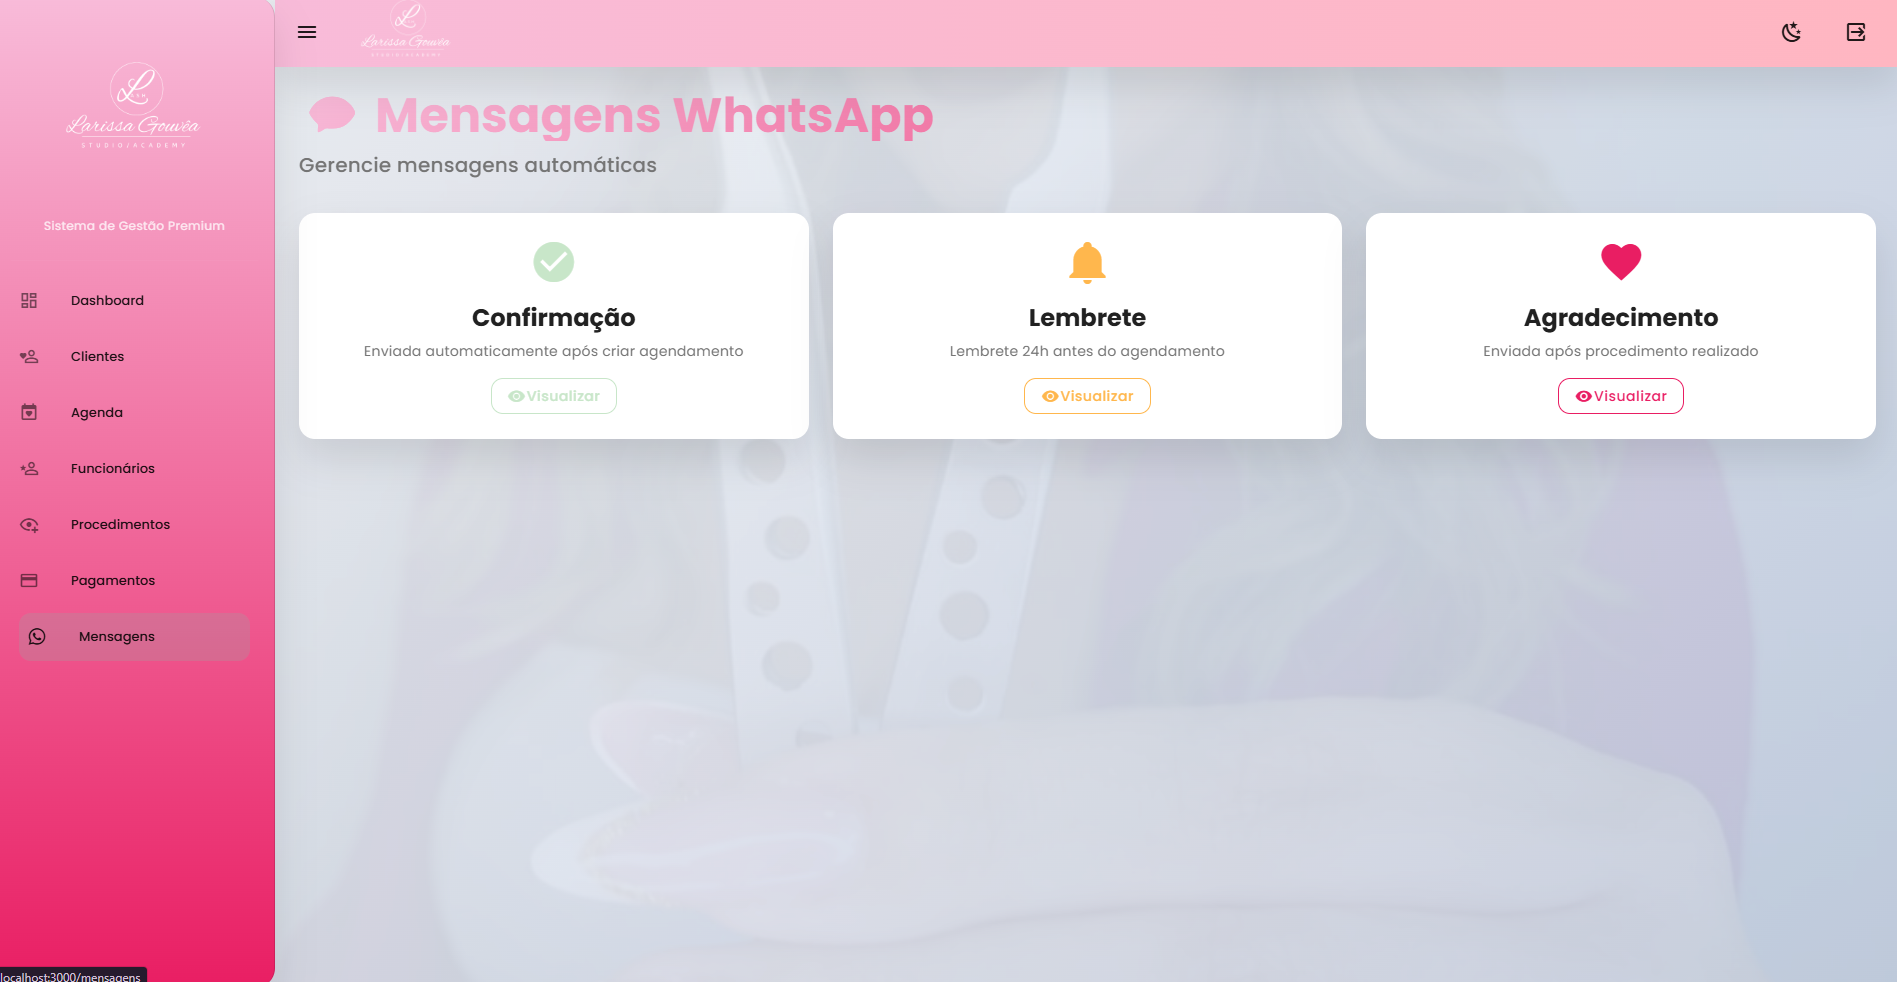 Larissa Gouvêa
STUDIO/ACADEMY
Sistema de Gestão Premium
Dashboard
Clientes
Agenda
Funcionários
Procedimentos
Pagamentos
Mensagens
Larissa Gouvêa
STUDIO/ACADEMY
Mensagens WhatsApp
Gerencie mensagens automáticas
Confirmação
Enviada automaticamente após criar agendamento
Visualizar
Lembrete
Lembrete 24h antes do agendamento
Visualizar
Agradecimento
Enviada após procedimento realizado
Visualizar
localhost:3000/mensagens